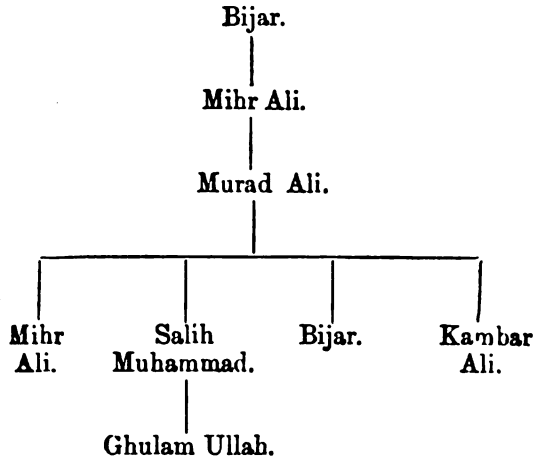 Bijar.
Mihr Ali.
Murad Ali.
Mihr Ali.
Salih Muhammad.
Bijar.
Kambar Ali.
Ghulam Ullah.